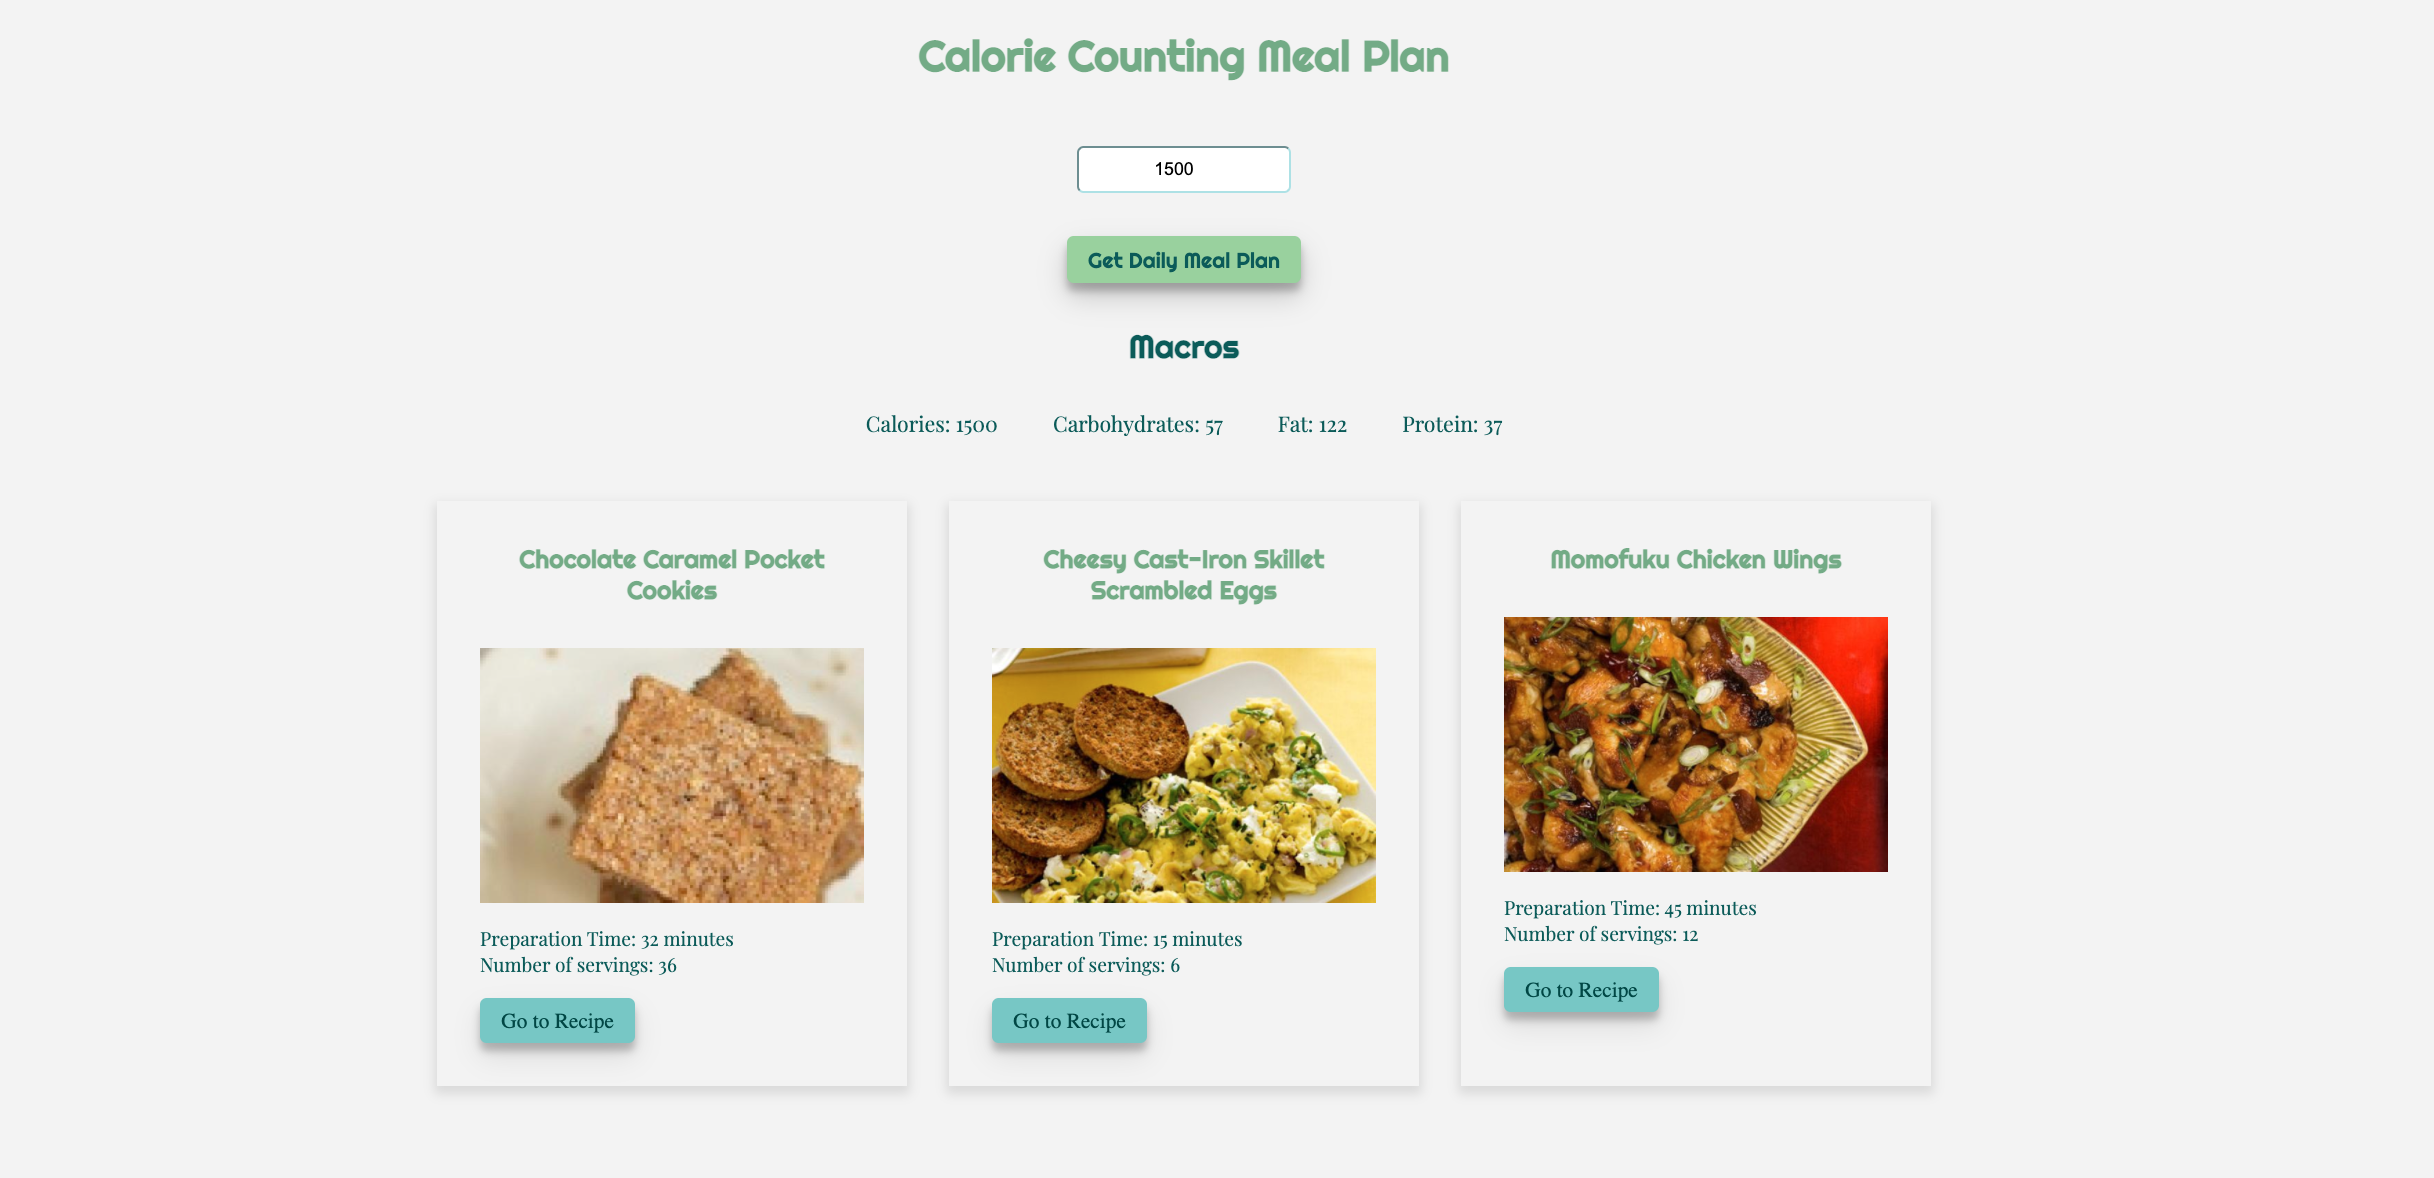 Calorie Counting Meal Plan
1500
Get Daily Meal Plan
Macros
Calories: 1500 Carbohydrates: 57 Fat: 122 Protein: 37
Chocolate Caramel Pocket
Cookies
Preparation Time: 32 minutes
Number of servings: 36
Go to Recipe
Cheesy Cast-Iron Skillet
Scrambled Eggs
Preparation Time: 15 minutes
Number of servings: 6
Go to Recipe
Momofuku Chicken Wings
Preparation Time: 45 minutes
Number of servings: 12
Go to Recipe